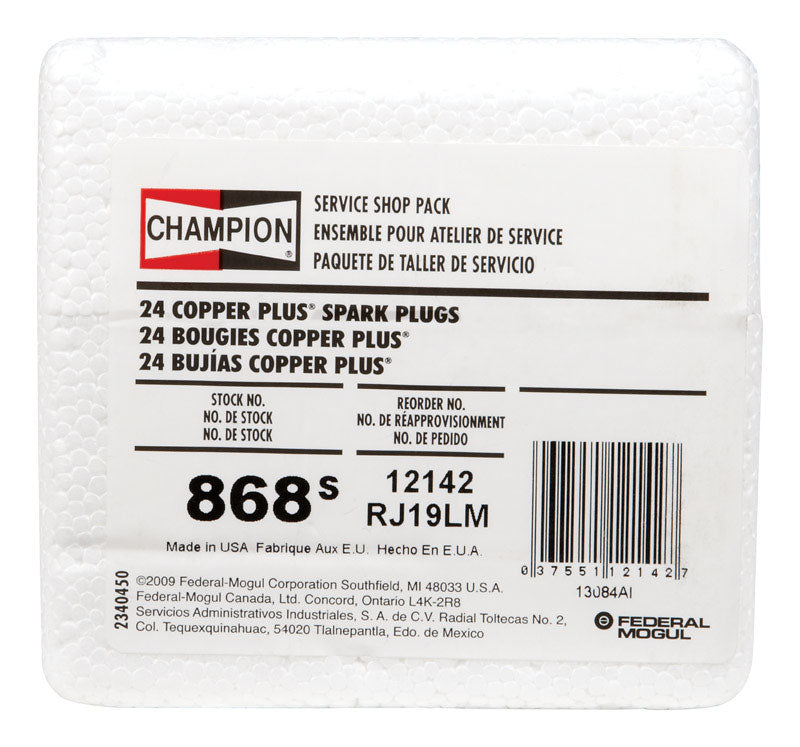 CHAMPION®
SERVICE SHOP PACK
ENSEMBLE POUR ATELIER DE SERVICE
PAQUETE DE TALLER DE SERVICIO
24 COPPER PLUS® SPARK PLUGS
24 BOUGIES COPPER PLUS®
24 BUJÍAS COPPER PLUS®
STOCK NO.
NO. DE STOCK
NO. DE STOCK
REORDER NO.
NO. DE RÉAPPROVISIONMENT
NO. DE PEDIDO
868S
12142
RJ19LM
Made in USA Fabrique Aux E.U. Hecho En E.U.A.
0 37551 12142 7
13084AI
2340450
©2009 Federal-Mogul Corporation Southfield, MI 48033 U.S.A.
Federal-Mogul Canada, Ltd. Concord, Ontario L4K-2R8
Servicios Administrativos Industriales, S. A. de C.V. Radial Toltecas No. 2,
Col. Tequexquinahuac, 54020 Tlalnepantla, Edo. de Mexico
FEDERAL
MOGUL